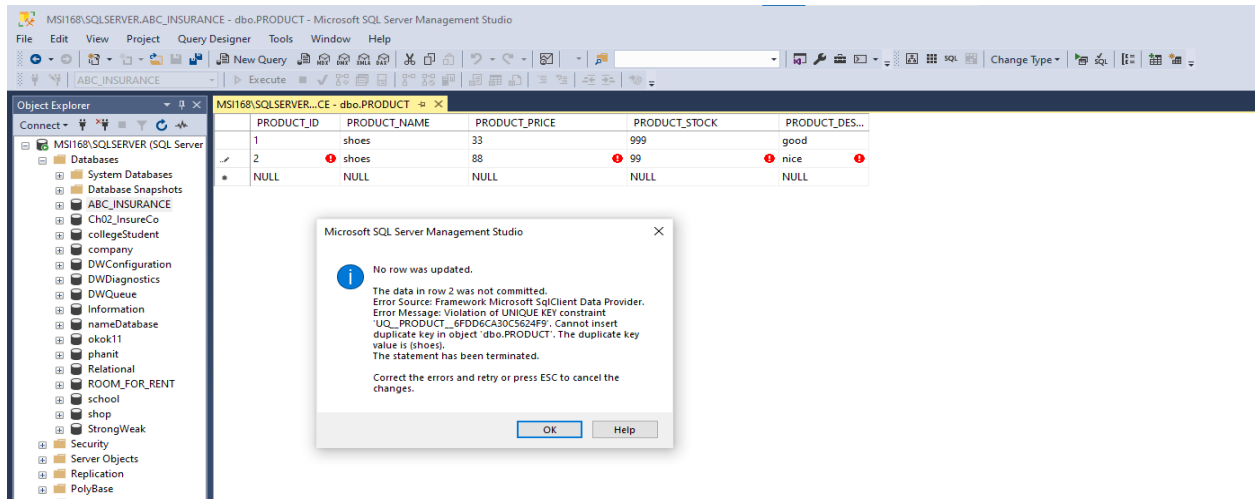 MSI168\SQLSERVER.ABC_INSURANCE - dbo.PRODUCT - Microsoft SQL Server Management Studio
File Edit View Project Query Designer Tools Window Help
New Query MDX DMX XMLA DAX
SQL Change Type
ABC_INSURANCE Execute
Object Explorer
MSI168\SQLSERVER...CE - dbo.PRODUCT
Connect
MSI168\SQLSERVER (SQL Server
Databases
System Databases
Database Snapshots
ABC_INSURANCE
Ch02_InsureCo
collegeStudent
company
DWConfiguration
DWDiagnostics
DWQueue
Information
nameDatabase
okok11
phanit
Relational
ROOM_FOR_RENT
school
shop
StrongWeak
Security
Server Objects
Replication
PolyBase
PRODUCT_ID PRODUCT_NAME PRODUCT_PRICE PRODUCT_STOCK PRODUCT_DES...
1 shoes 33 999 good
2 shoes 88 99 nice
NULL NULL NULL NULL NULL
Microsoft SQL Server Management Studio
No row was updated.
The data in row 2 was not committed.
Error Source: Framework Microsoft SqlClient Data Provider.
Error Message: Violation of UNIQUE KEY constraint
'UQ__PRODUCT__6FDD6CA30C5624F9'. Cannot insert
duplicate key in object 'dbo.PRODUCT'. The duplicate key
value is (shoes).
The statement has been terminated.
Correct the errors and retry or press ESC to cancel the
changes.
OK Help